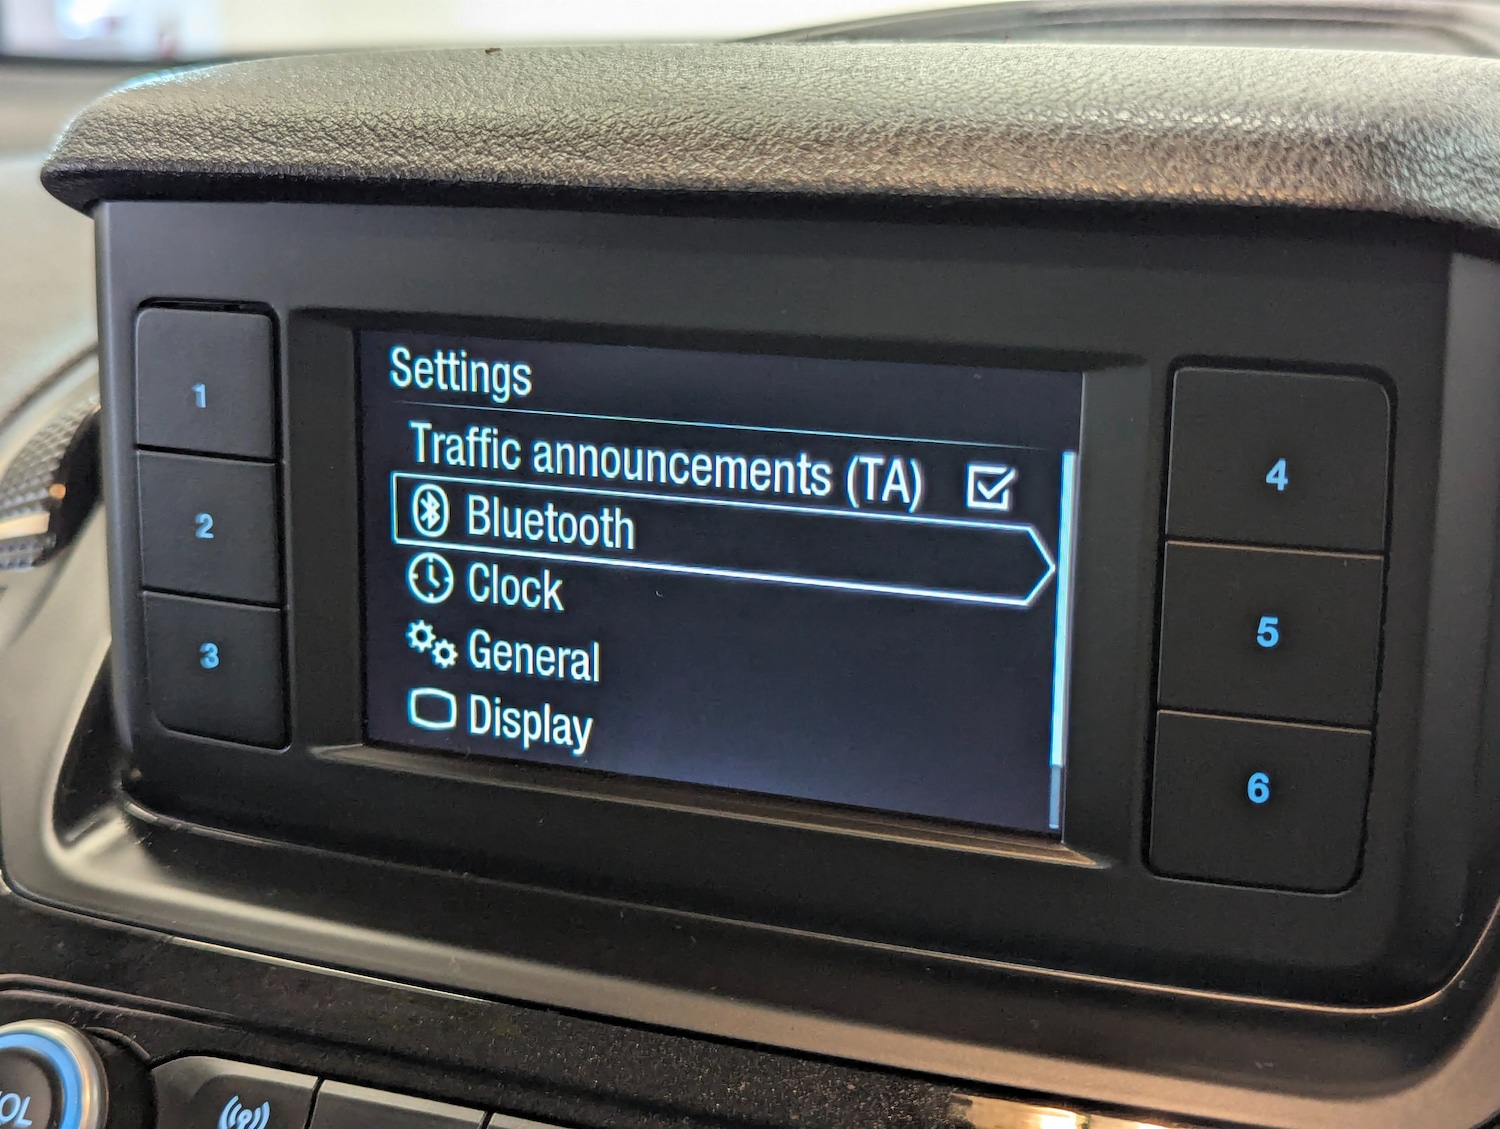 Settings
Traffic announcements (TA)
Bluetooth
Clock
General
Display
1
2
3
4
5
6